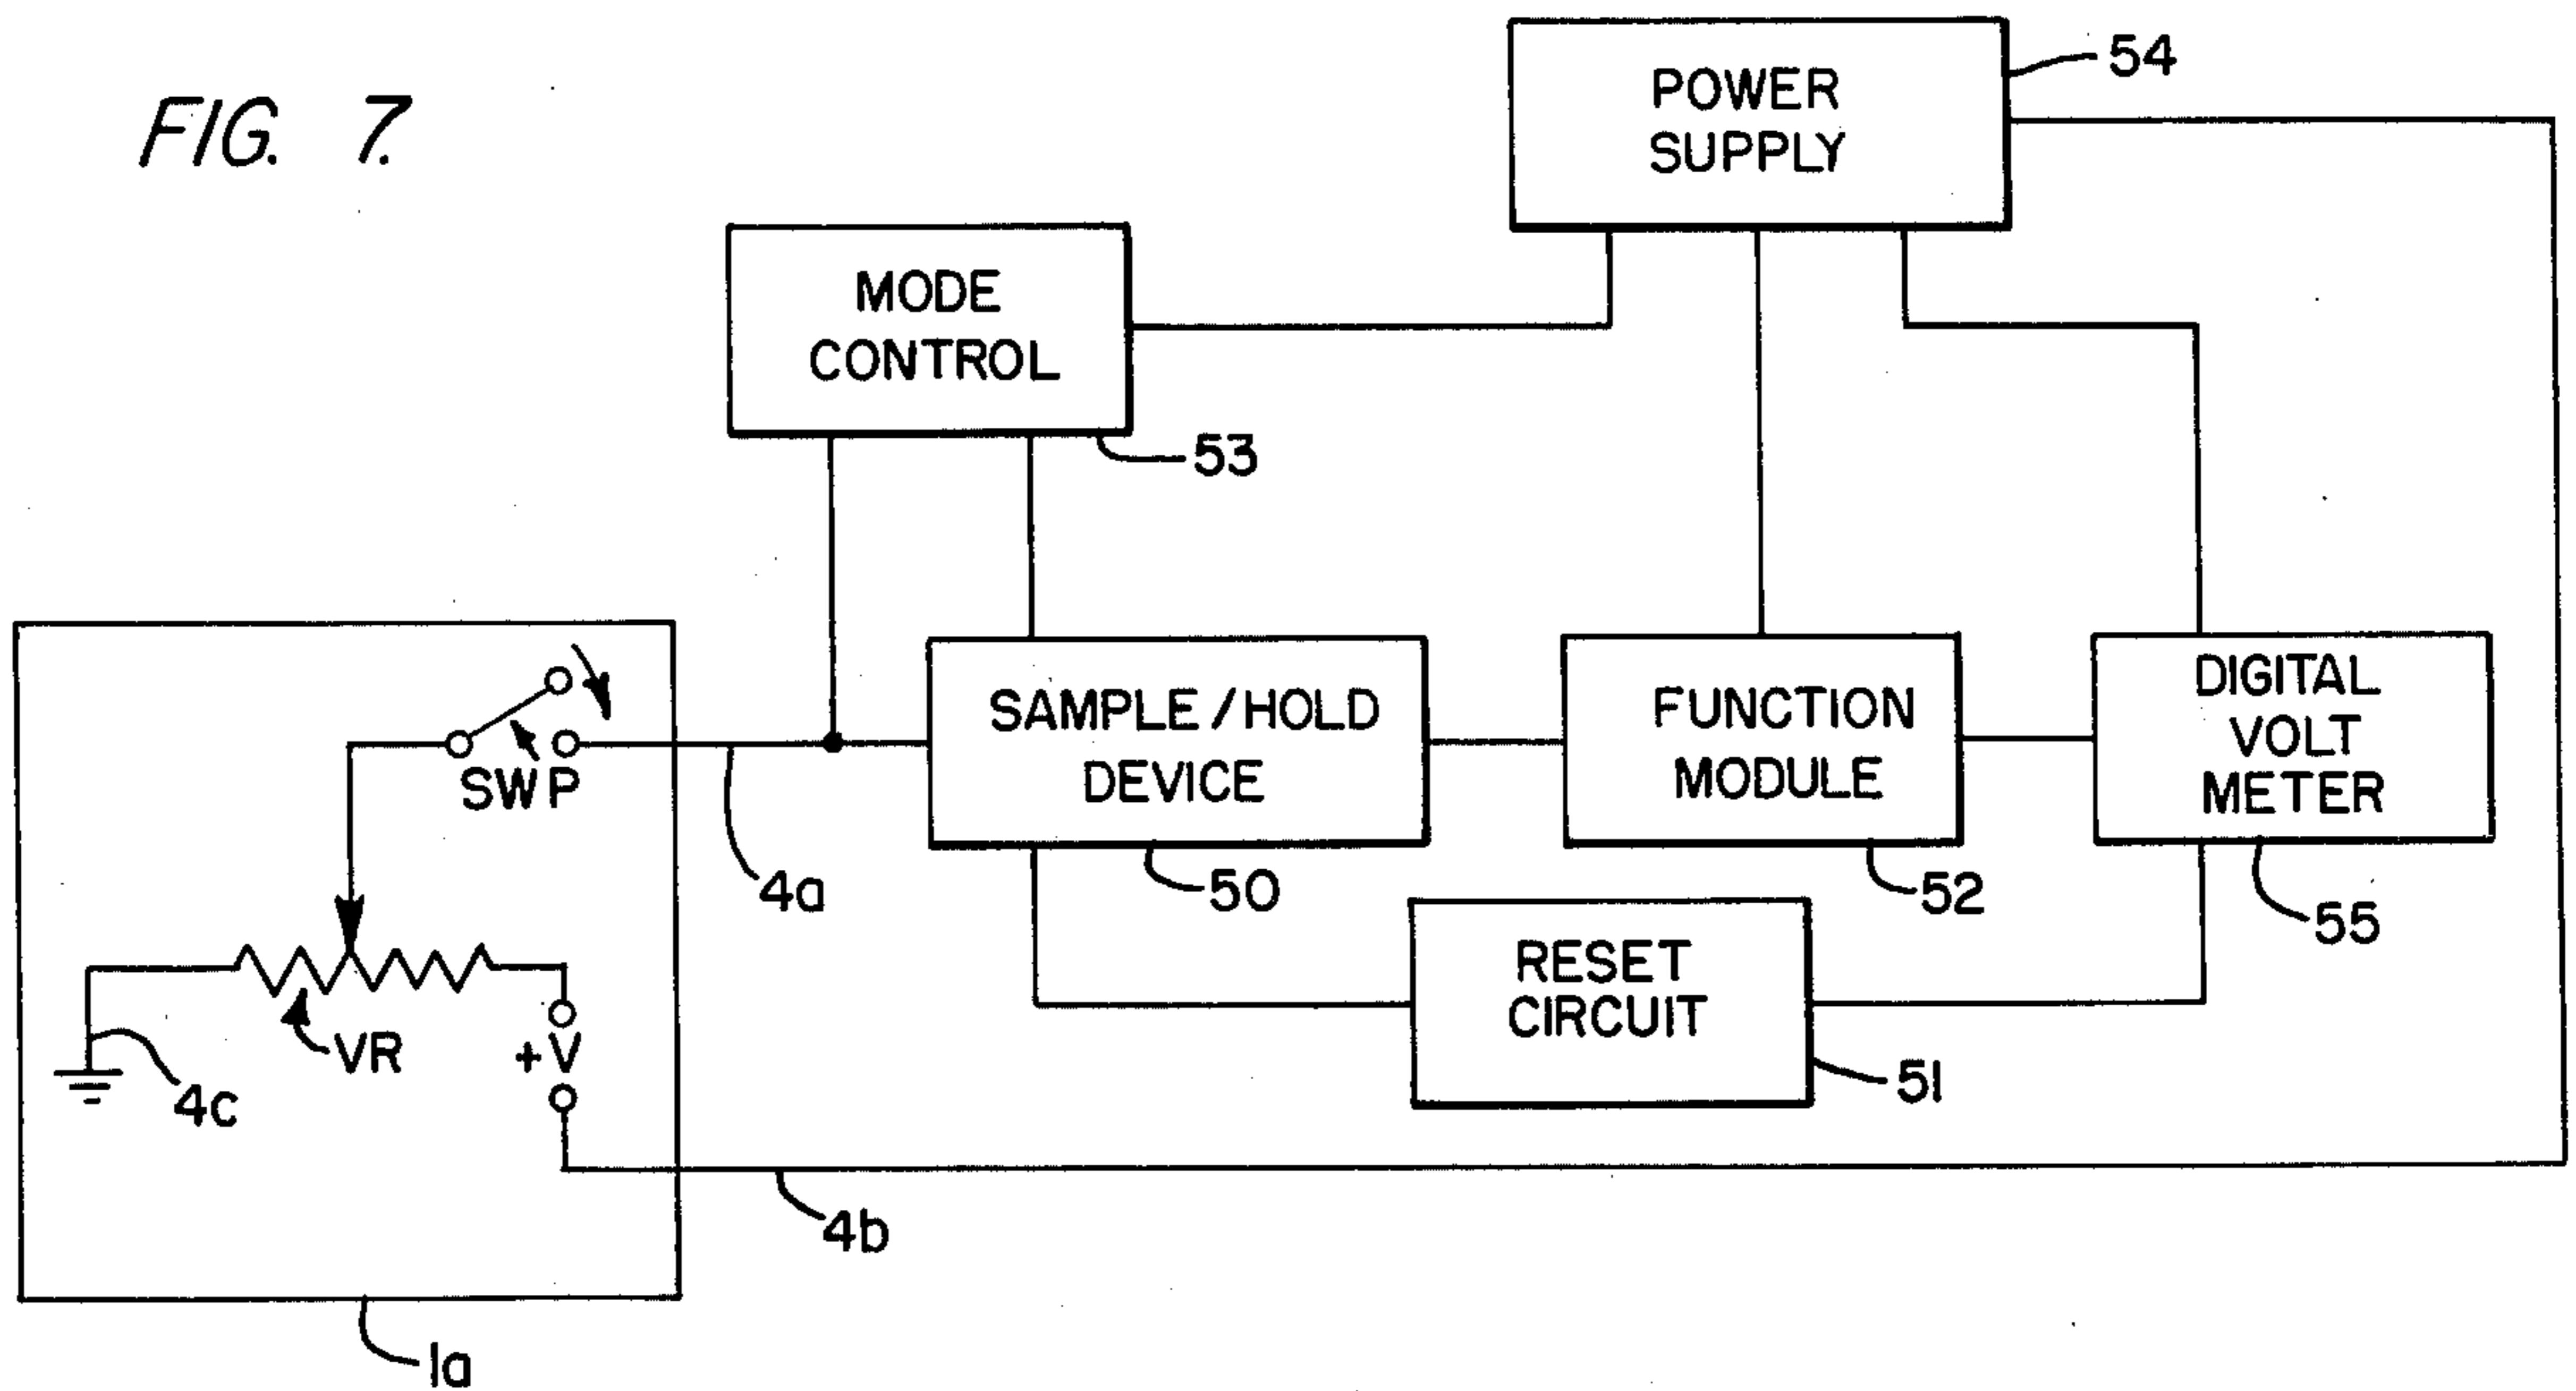 FIG. 7.
POWER
SUPPLY
54
MODE
CONTROL
53
SWP
4a
SAMPLE/HOLD
DEVICE
50
FUNCTION
MODULE
52
DIGITAL
VOLT
METER
55
RESET
CIRCUIT
51
VR
+V
4c
4b
1a